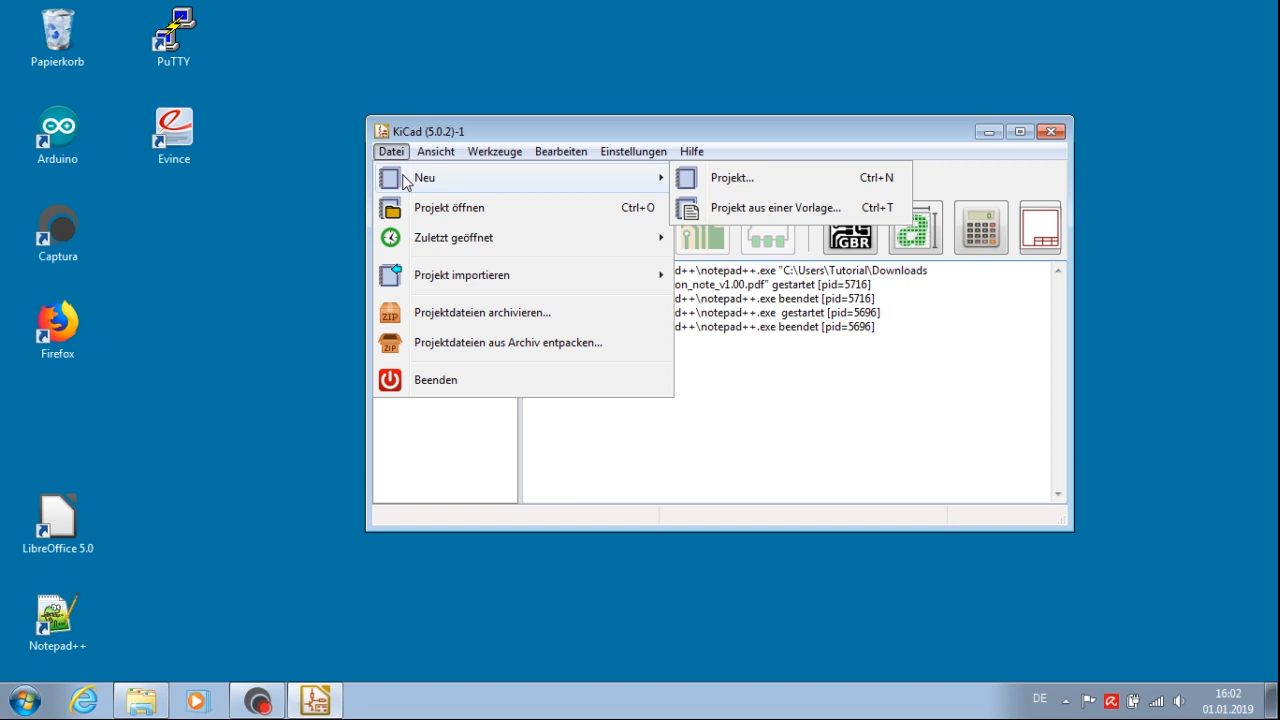 Papierkorb
PuTTY
Arduino
Evince
Captura
Firefox
LibreOffice 5.0
Notepad++
KiCad (5.0.2)-1
Datei Ansicht Werkzeuge Bearbeiten Einstellungen Hilfe
Neu
Projekt öffnen Ctrl+O
Zuletzt geöffnet
Projekt importieren
ZIP Projektdateien archivieren...
ZIP Projektdateien aus Archiv entpacken...
Beenden
Projekt... Ctrl+N
Projekt aus einer Vorlage... Ctrl+T
GBR
d++\notepad++.exe "C:\Users\Tutorial\Downloads
on_note_v1.00.pdf" gestartet [pid=5716]
d++\notepad++.exe beendet [pid=5716]
d++\notepad++.exe gestartet [pid=5696]
d++\notepad++.exe beendet [pid=5696]
DE
16:02
01.01.2019